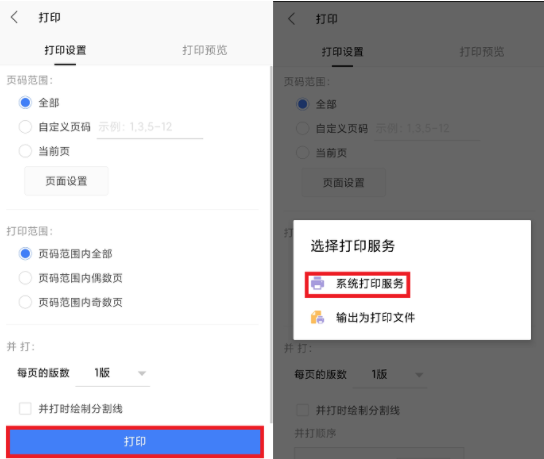 打印
打印设置
打印预览
页码范围：
全部
自定义页码 示例：1,3,5-12
当前页
页面设置
打印范围：
页码范围内全部
页码范围内偶数页
页码范围内奇数页
并 打：
每页的版数 1版
并打时绘制分割线
打印
打印
打印设置
打印预览
页码范围：
全部
自定义页码 示例：1,3,5-12
当前页
页面设置
打
选择打印服务
系统打印服务
输出为打印文件
并 打：
每页的版数 1版
并打时绘制分割线
并打顺序